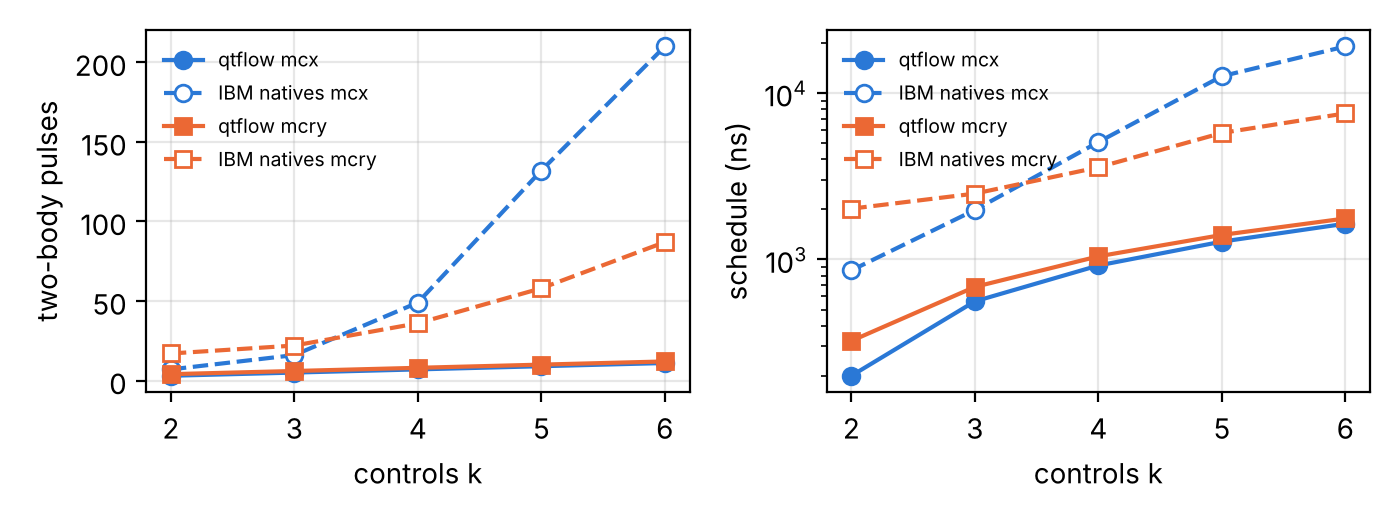 two-body pulses
200
150
100
50
0
qtflow mcx
IBM natives mcx
qtflow mcry
IBM natives mcry
2 3 4 5 6
controls k
schedule (ns)
10⁴
10³
qtflow mcx
IBM natives mcx
qtflow mcry
IBM natives mcry
2 3 4 5 6
controls k